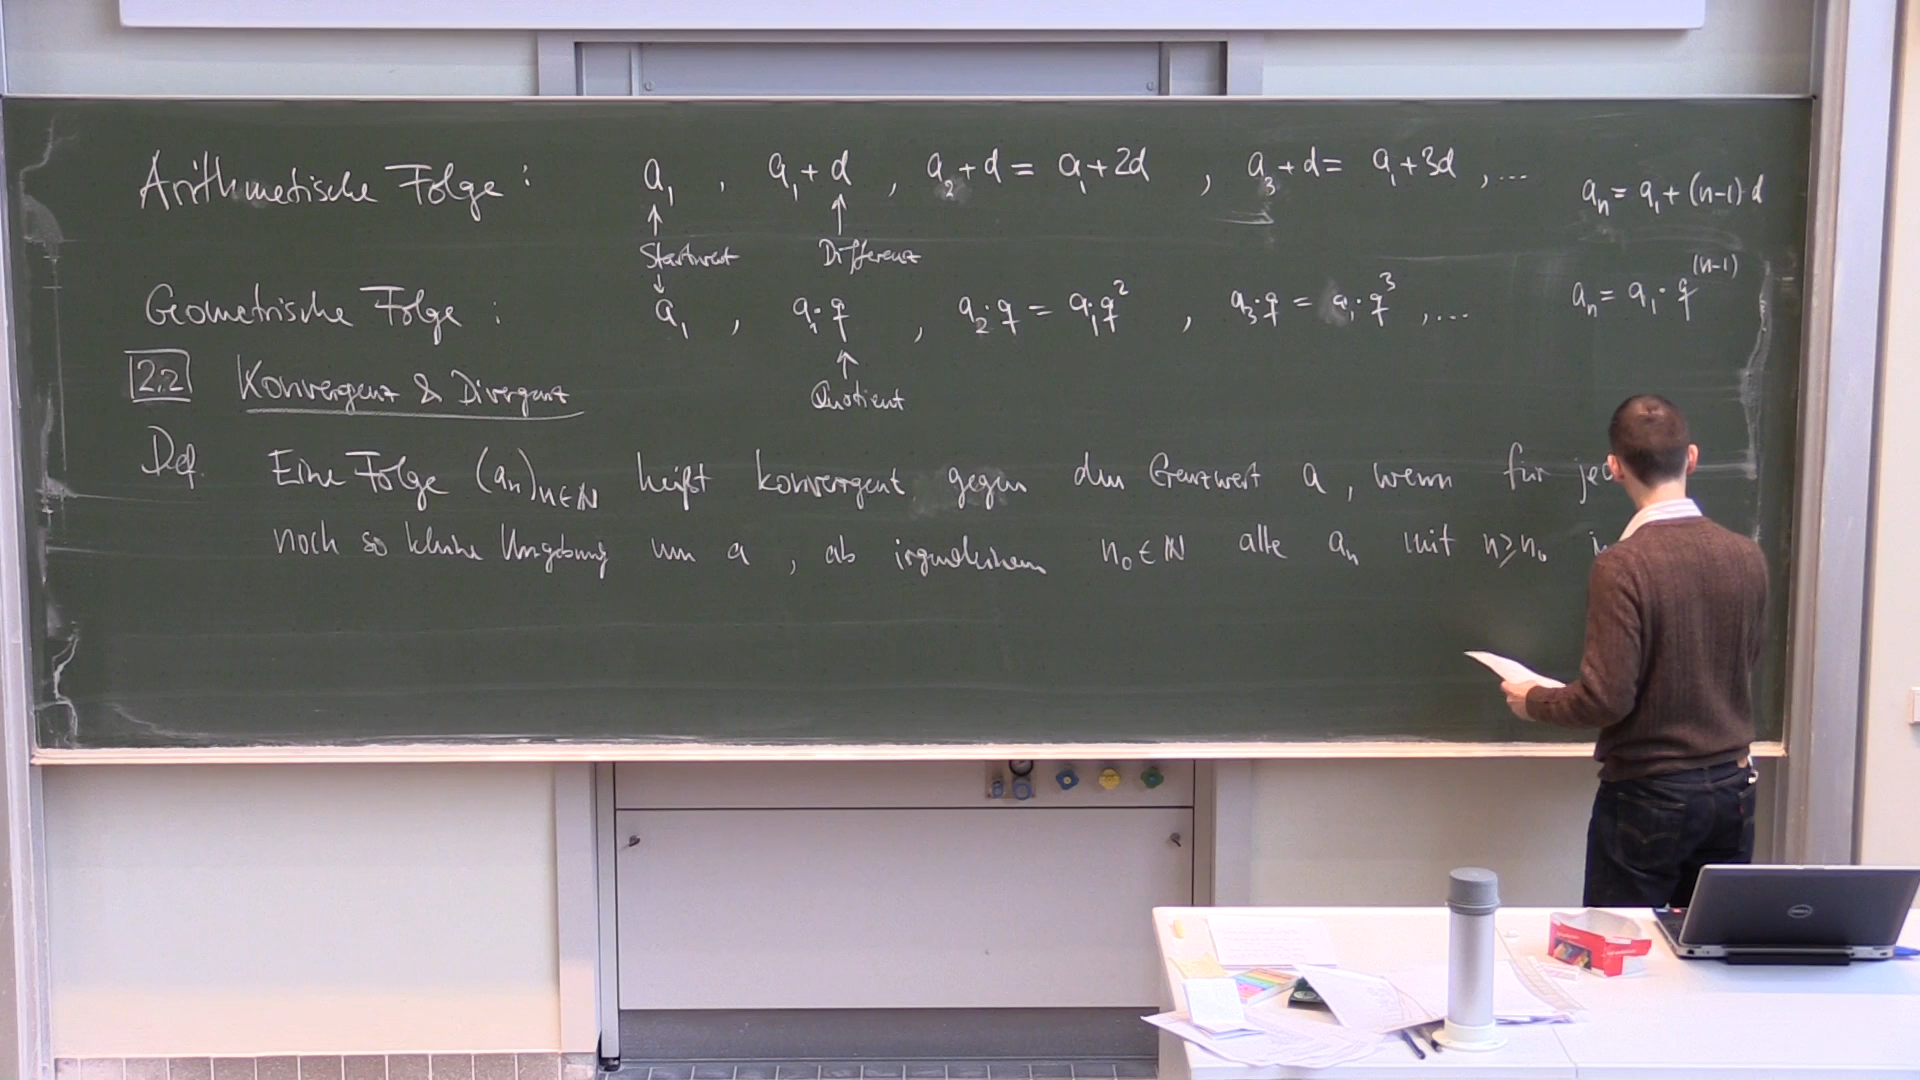 Arithmetische Folge : a₁ , a₁ + d , a₂ + d = a₁ + 2d , a₃ + d = a₁ + 3d , ... aₙ = a₁ + (n-1) d
↑ ↑
Startwert Differenz
↓
Geometrische Folge : a₁ , a₁ · q , a₂ · q = a₁ · q² , a₃ · q = a₁ · q³ , ... aₙ = a₁ · q⁽ⁿ⁻¹⁾
↑
Quotient
2.2 Konvergenz & Divergenz
Def. Eine Folge (aₙ)n∈ℕ heißt konvergent gegen den Grenzwert a , wenn für
noch so kleine Umgebung um a , ab irgendeinem n₀ ∈ ℕ alle aₙ mit n ≥ n₀
DELL